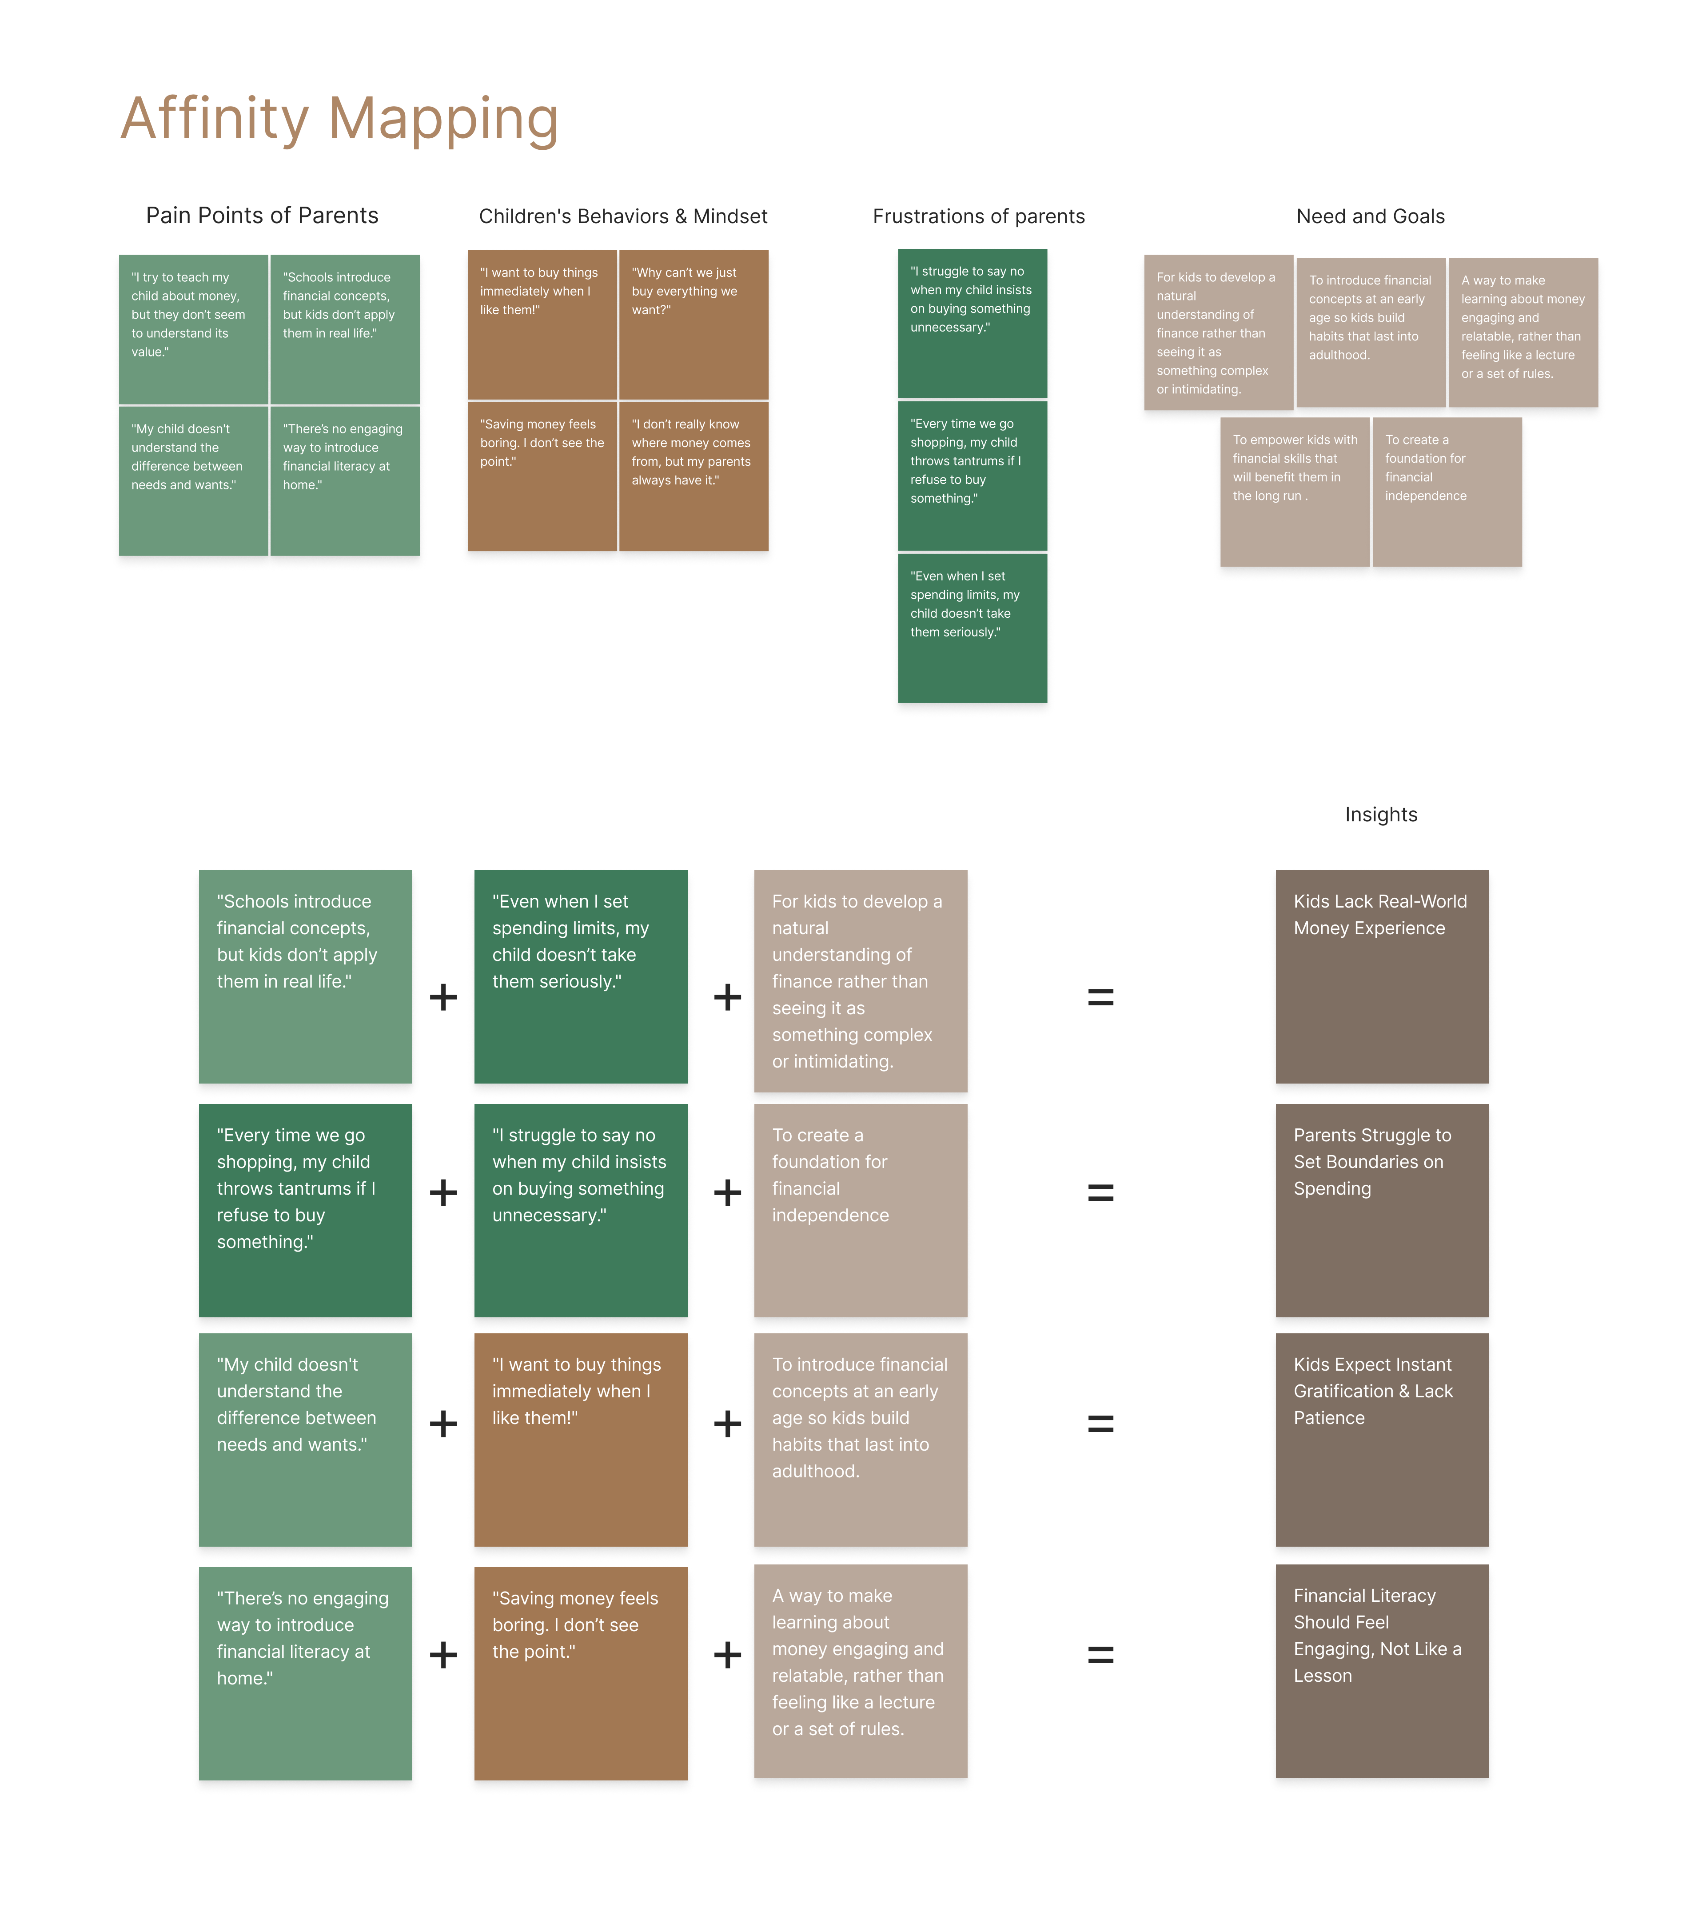 Affinity Mapping
Pain Points of Parents
"I try to teach my
child about money,
but they don't seem
to understand its
value."
"Schools introduce
financial concepts,
but kids don’t apply
them in real life."
"My child doesn't
understand the
difference between
needs and wants."
"There’s no engaging
way to introduce
financial literacy at
home."
Children's Behaviors & Mindset
"I want to buy things
immediately when I
like them!"
"Why can’t we just
buy everything we
want?"
"Saving money feels
boring. I don’t see the
point."
"I don’t really know
where money comes
from, but my parents
always have it."
Frustrations of parents
"I struggle to say no
when my child insists
on buying something
unnecessary."
"Every time we go
shopping, my child
throws tantrums if I
refuse to buy
something."
"Even when I set
spending limits, my
child doesn’t take
them seriously."
Need and Goals
For kids to develop a
natural
understanding of
finance rather than
seeing it as
something complex
or intimidating.
To introduce financial
concepts at an early
age so kids build
habits that last into
adulthood.
A way to make
learning about money
engaging and
relatable, rather than
feeling like a lecture
or a set of rules.
To empower kids with
financial skills that
will benefit them in
the long run .
To create a
foundation for
financial
independence
Insights
"Schools introduce
financial concepts,
but kids don’t apply
them in real life."
+
"Even when I set
spending limits, my
child doesn’t take
them seriously."
+
For kids to develop a
natural
understanding of
finance rather than
seeing it as
something complex
or intimidating.
=
Kids Lack Real-World
Money Experience
"Every time we go
shopping, my child
throws tantrums if I
refuse to buy
something."
+
"I struggle to say no
when my child insists
on buying something
unnecessary."
+
To create a
foundation for
financial
independence
=
Parents Struggle to
Set Boundaries on
Spending
"My child doesn't
understand the
difference between
needs and wants."
+
"I want to buy things
immediately when I
like them!"
+
To introduce financial
concepts at an early
age so kids build
habits that last into
adulthood.
=
Kids Expect Instant
Gratification & Lack
Patience
"There’s no engaging
way to introduce
financial literacy at
home."
+
"Saving money feels
boring. I don’t see
the point."
+
A way to make
learning about
money engaging and
relatable, rather than
feeling like a lecture
or a set of rules.
=
Financial Literacy
Should Feel
Engaging, Not Like a
Lesson